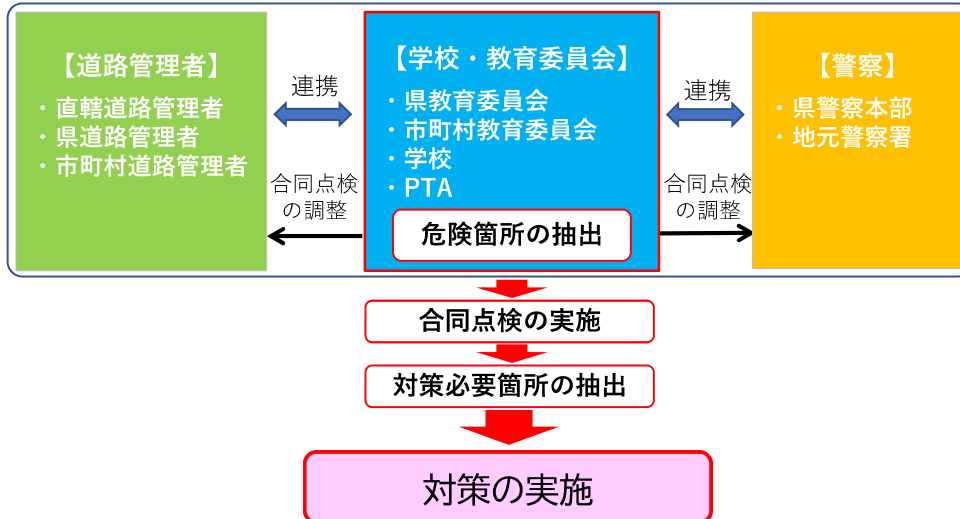 【道路管理者】
・直轄道路管理者
・県道路管理者
・市町村道路管理者
連携
合同点検
の調整
【学校・教育委員会】
・県教育委員会
・市町村教育委員会
・学校
・PTA
危険箇所の抽出
連携
合同点検
の調整
【警察】
・県警察本部
・地元警察署
合同点検の実施
対策必要箇所の抽出
対策の実施